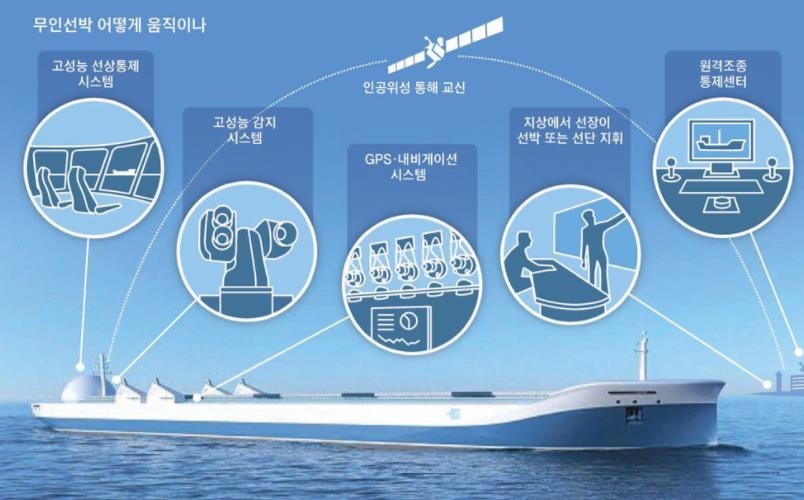 무인선박 어떻게 움직이나
고성능 선상통제
시스템
인공위성 통해 교신
원격조종
통제센터
고성능 감지
시스템
GPS·내비게이션
시스템
지상에서 선장이
선박 또는 선단 지휘